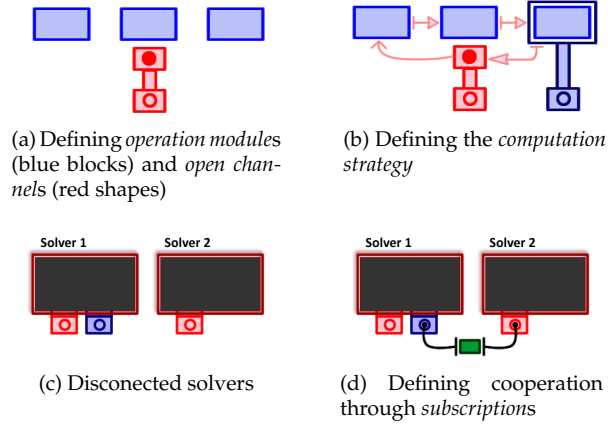 (a) Defining operation modules
(blue blocks) and open chan-
nels (red shapes)
(b) Defining the computation
strategy
Solver 1
Solver 2
Solver 1
Solver 2
(c) Disconected solvers
(d) Defining cooperation
through subscriptions